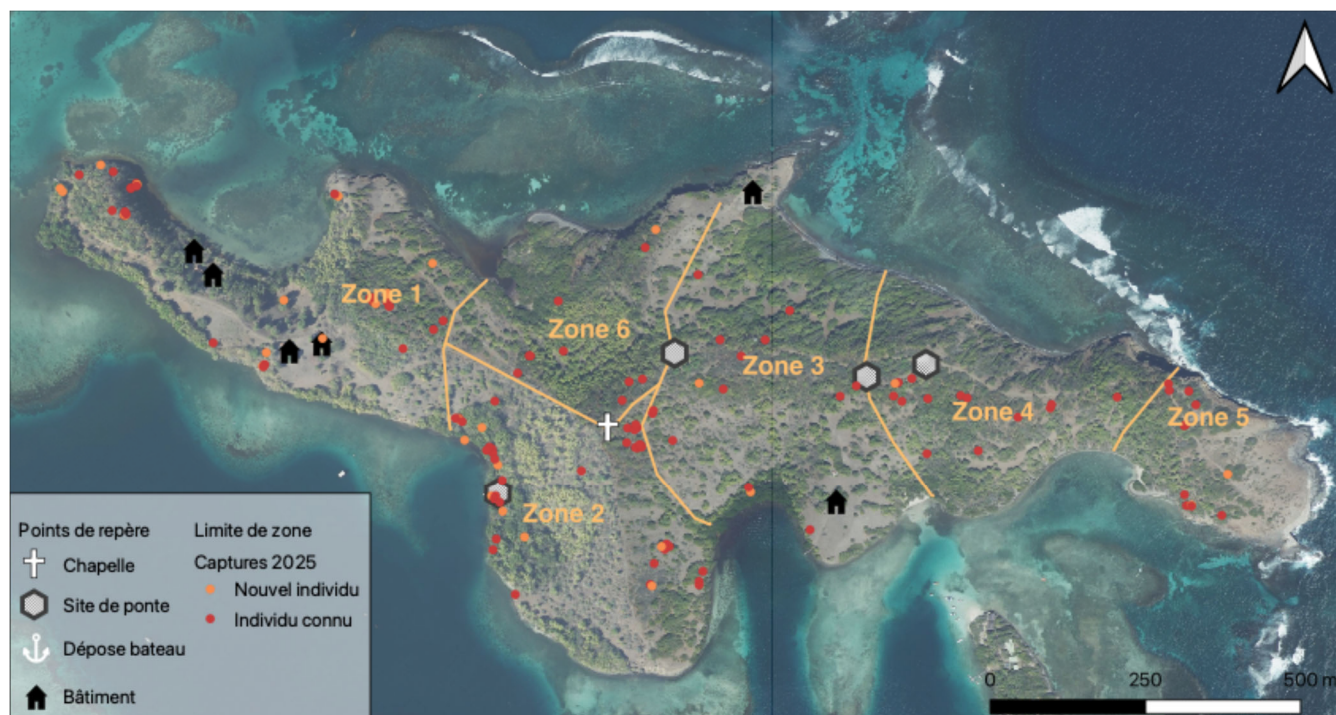 Zone 1
Zone 6
Zone 3
Zone 4
Zone 5
Zone 2
Points de repère
Chapelle
Site de ponte
Dépose bateau
Bâtiment
Limite de zone
Captures 2025
Nouvel individu
Individu connu
0 250 500 m